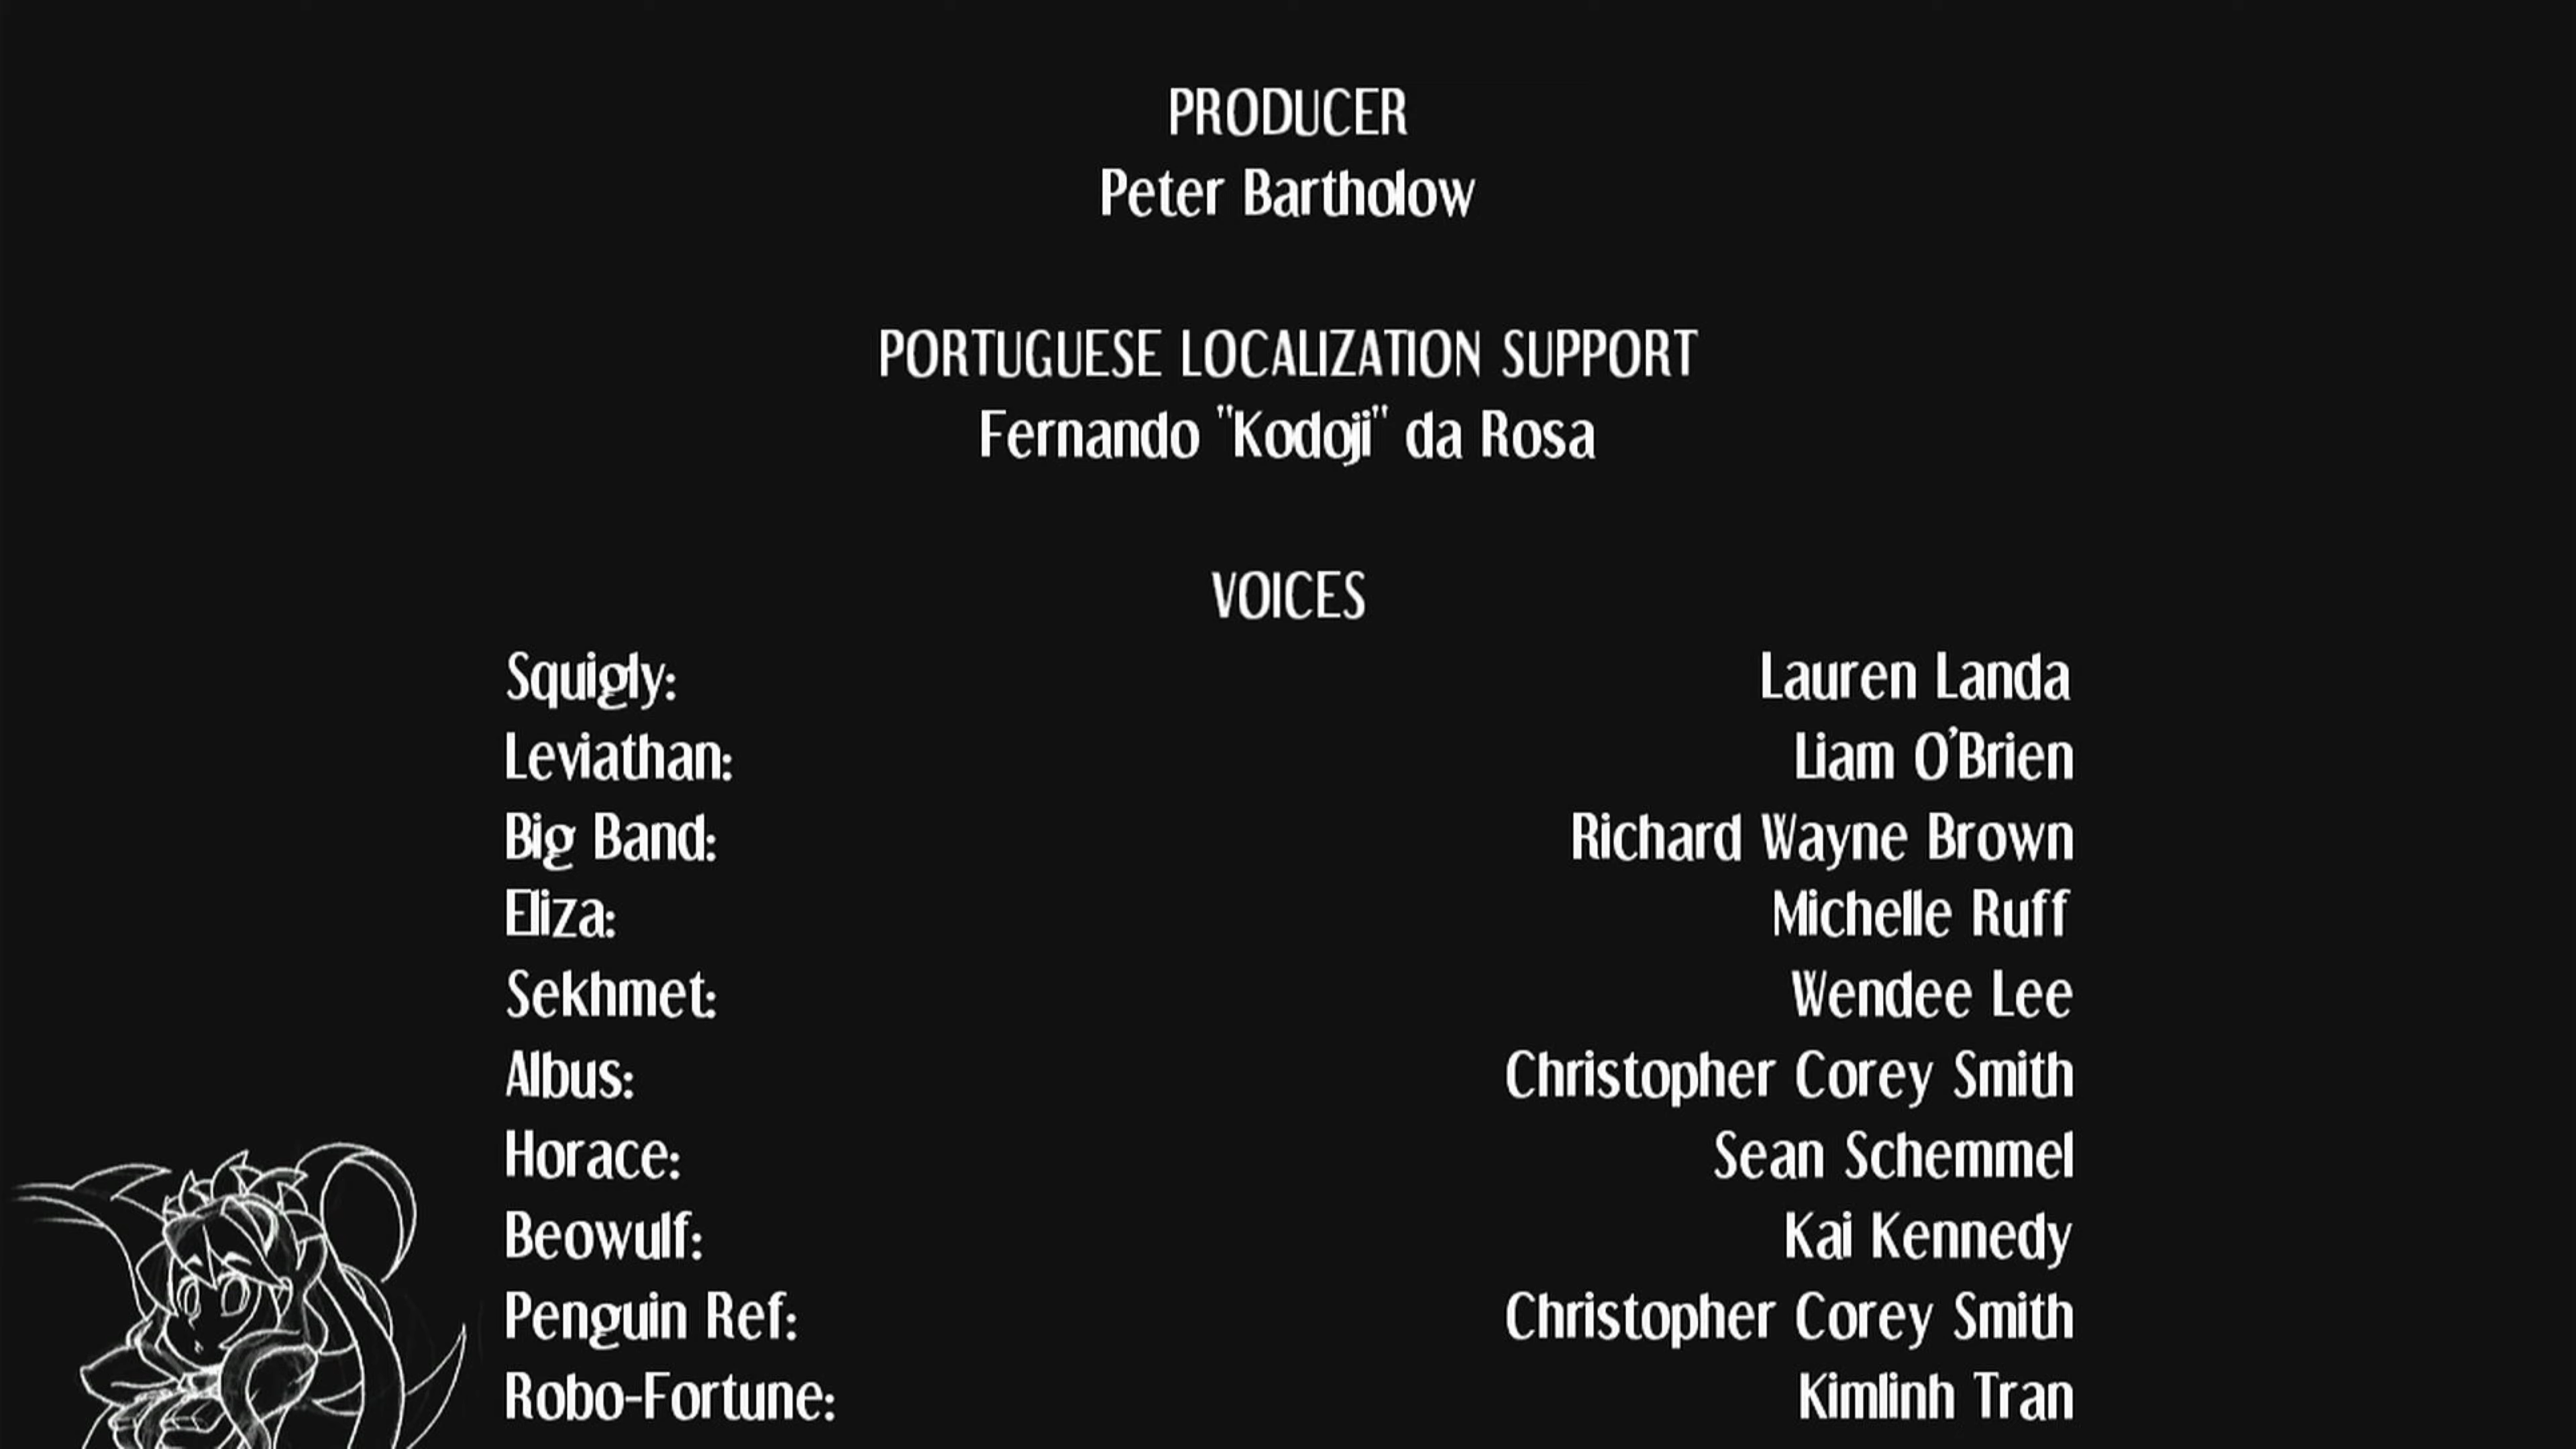 PRODUCER
Peter Bartholow
PORTUGUESE LOCALIZATION SUPPORT
Fernando "Kodoji" da Rosa
VOICES
Squigly: Lauren Landa
Leviathan: Liam O'Brien
Big Band: Richard Wayne Brown
Eliza: Michelle Ruff
Sekhmet: Wendee Lee
Albus: Christopher Corey Smith
Horace: Sean Schemmel
Beowulf: Kai Kennedy
Penguin Ref: Christopher Corey Smith
Robo-Fortune: Kimlinh Tran